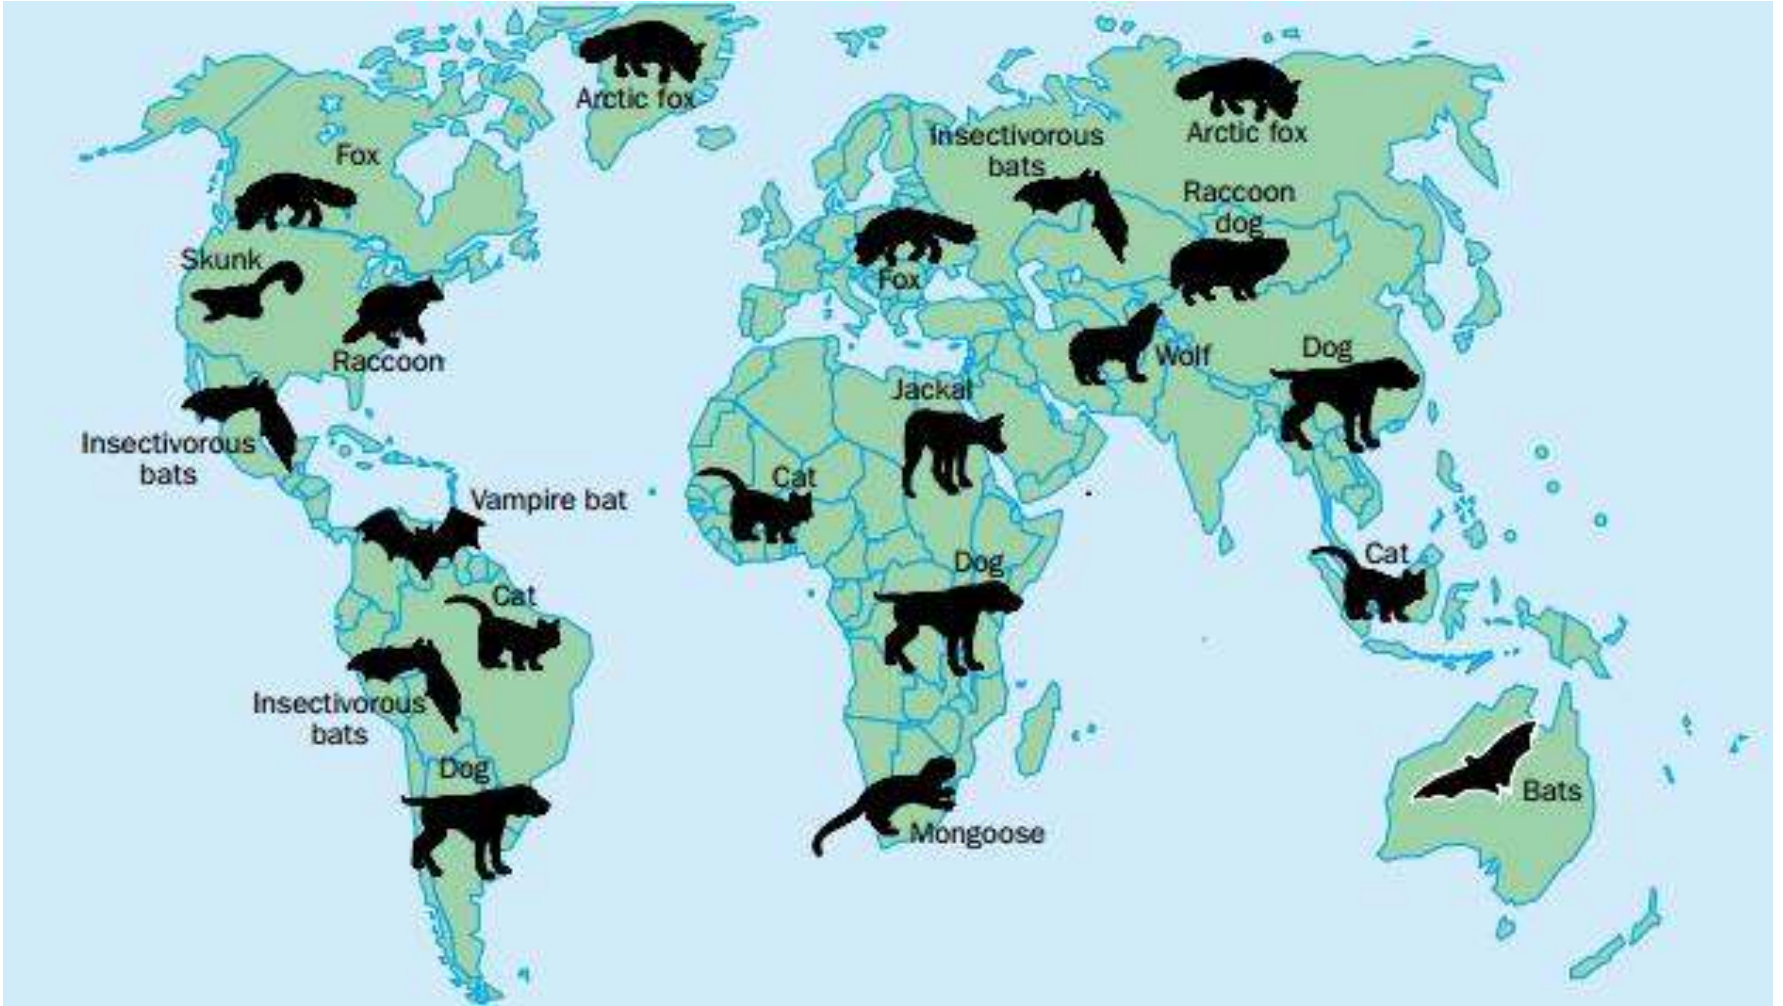 Arctic fox
Fox
Skunk
Raccoon
Insectivorous
bats
Vampire bat
Cat
Insectivorous
bats
Dog
Insectivorous
bats
Arctic fox
Raccoon
dog
Fox
Wolf
Dog
Jackal
Cat
Dog
Mongoose
Cat
Bats